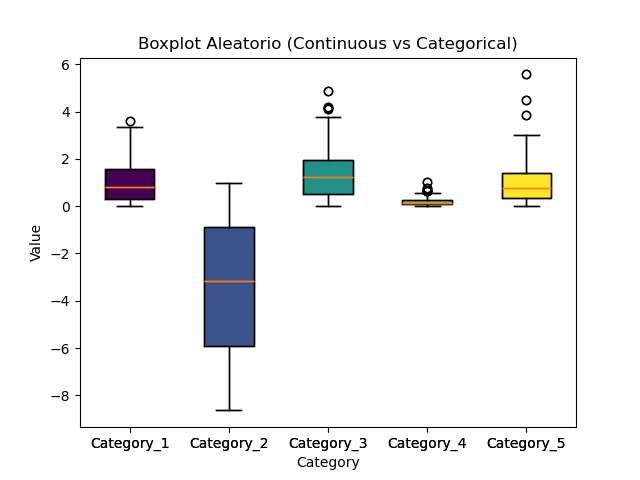 Boxplot Aleatorio (Continuous vs Categorical)
6
4
2
0
−2
−4
−6
−8
Value
Category_1 Category_2 Category_3 Category_4 Category_5
Category